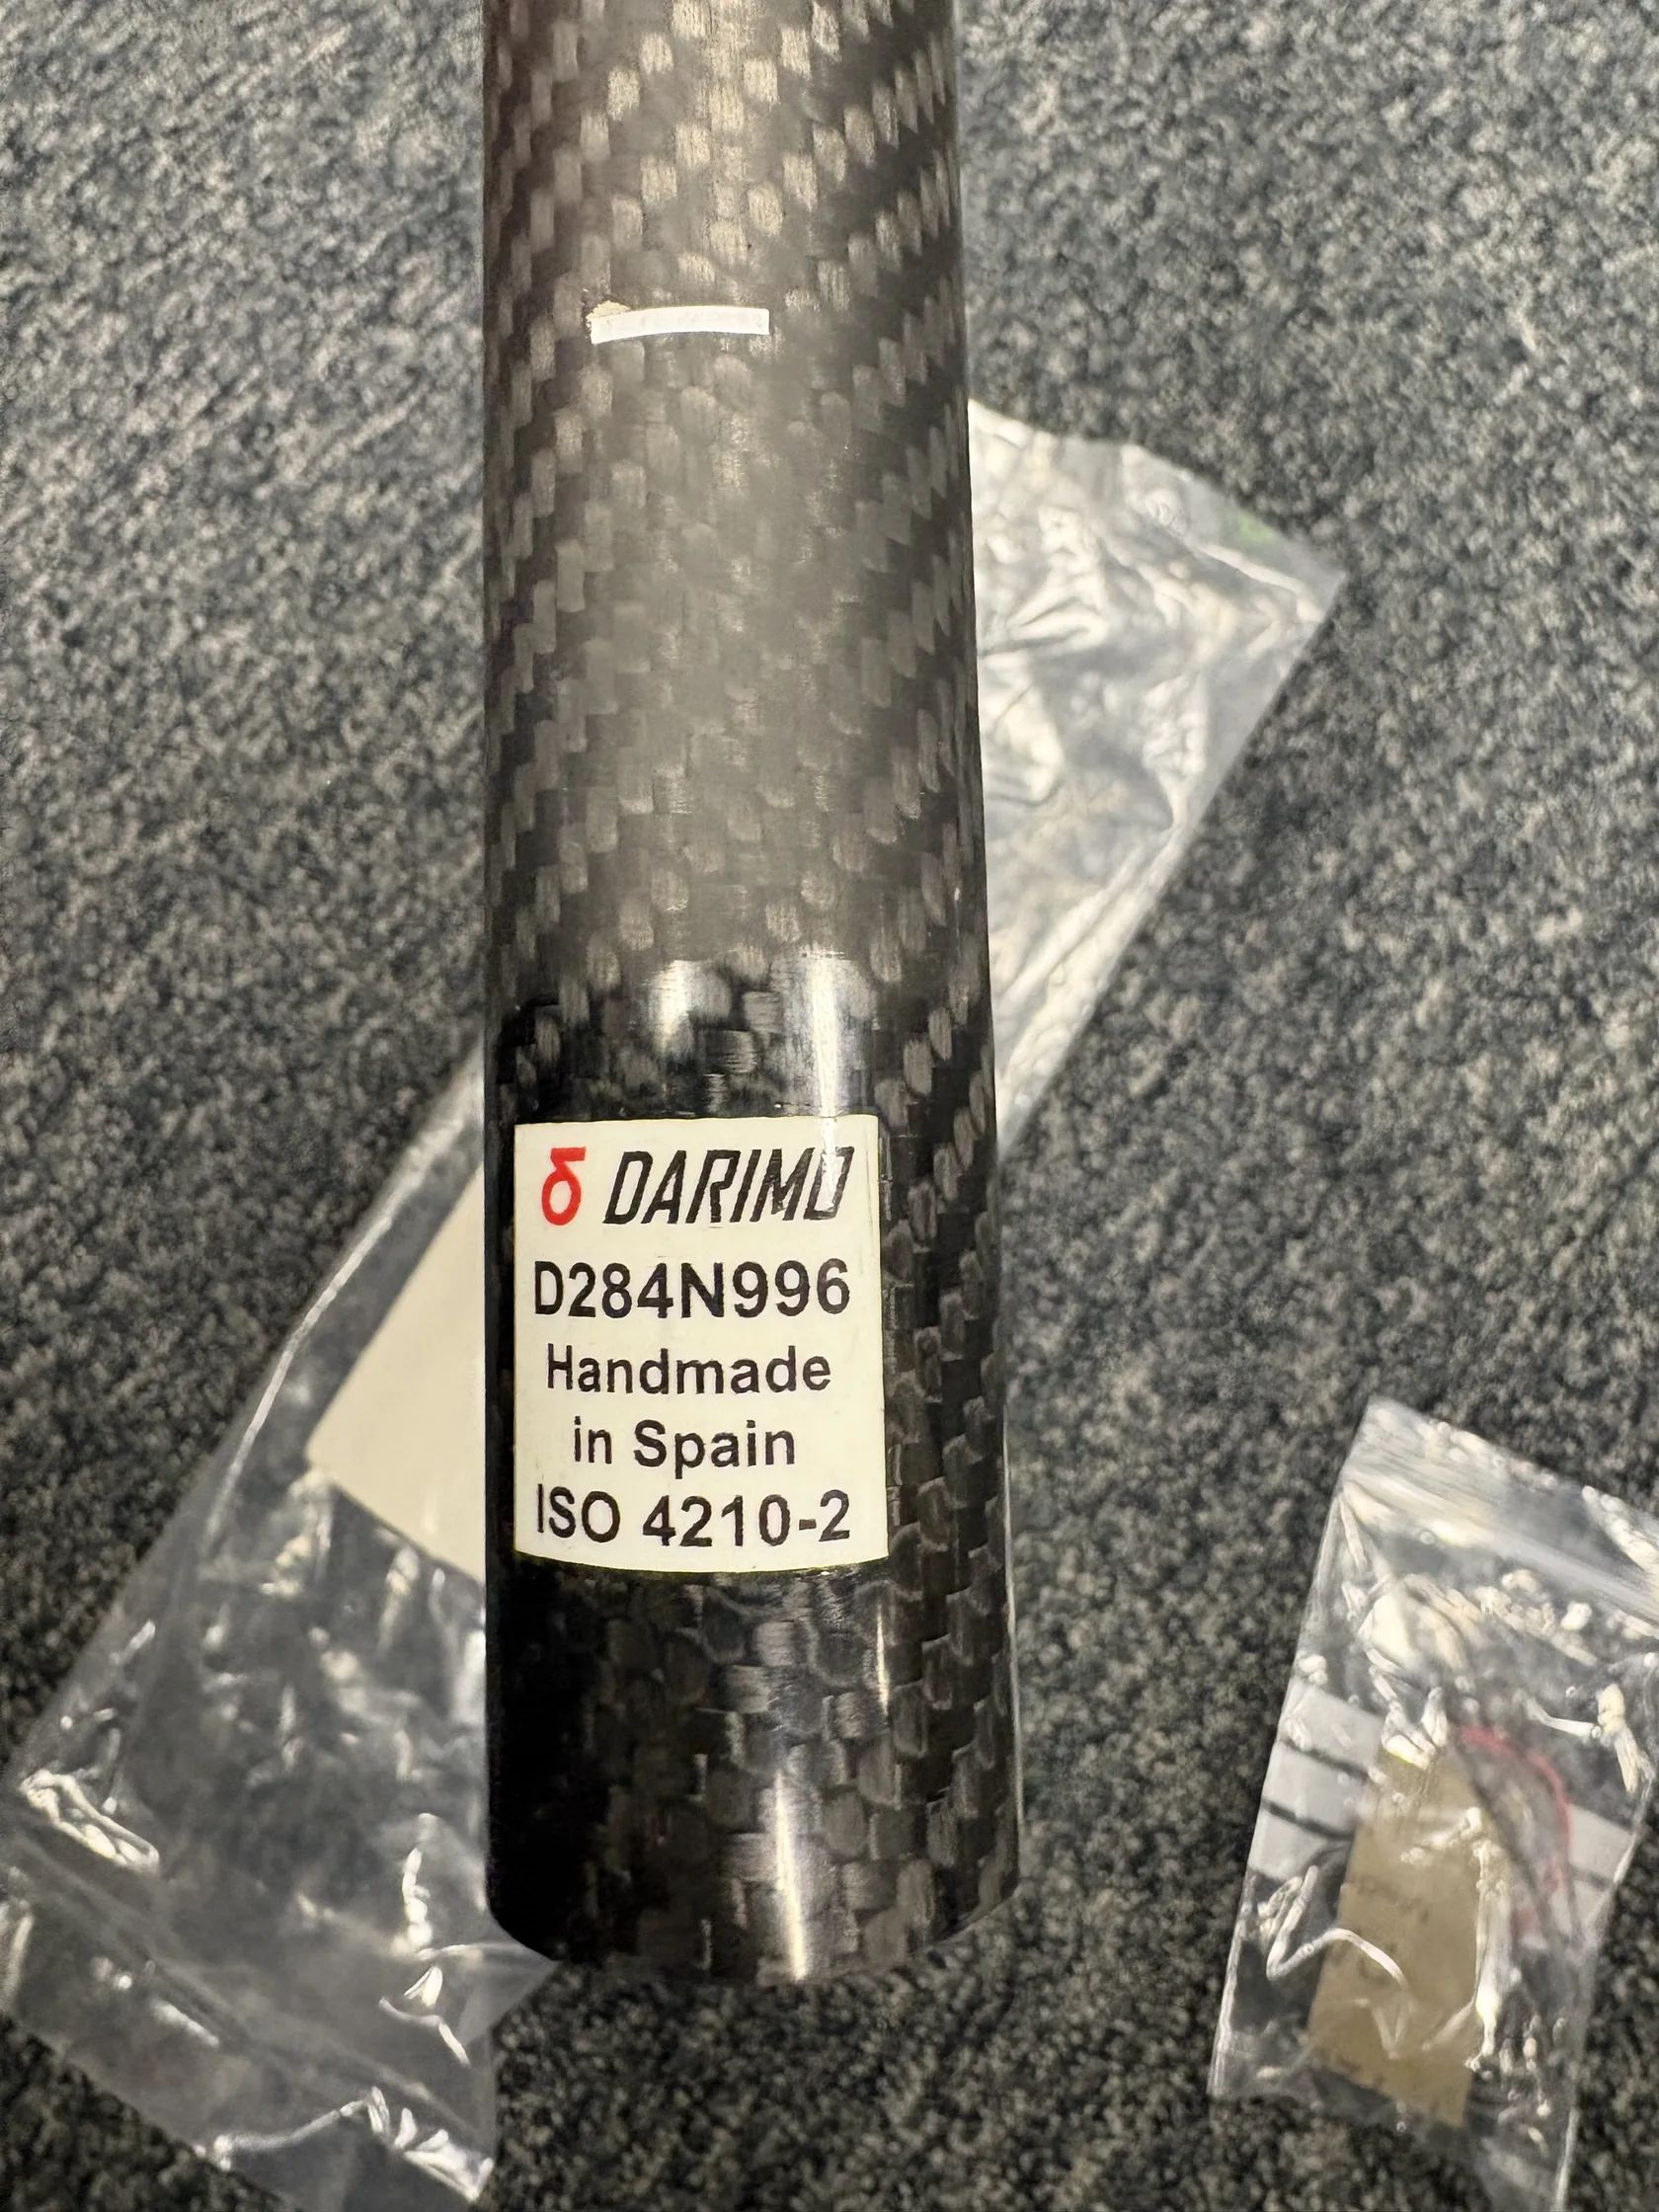 δ DARIMO
D284N996
Handmade
in Spain
ISO 4210-2